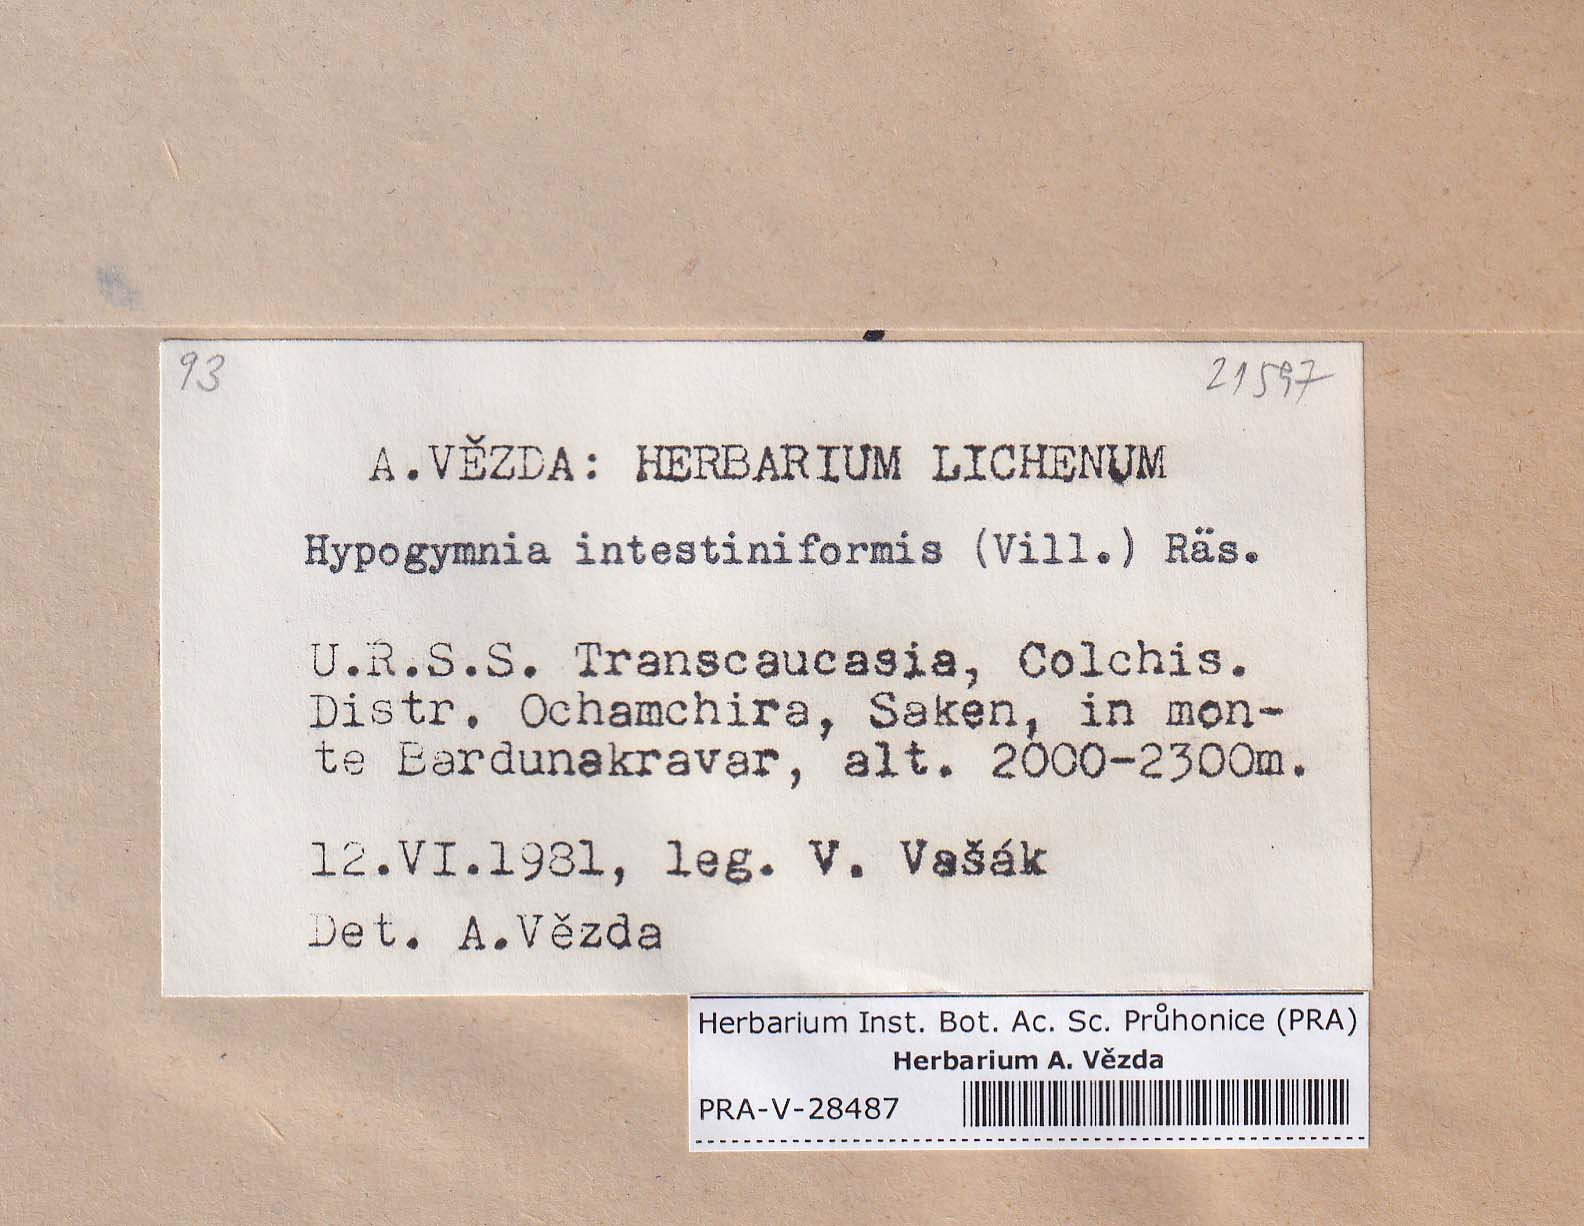 93
21597
A.VĚZDA: HERBARIUM LICHENUM
Hypogymnia intestiniformis (Vill.) Räs.
U.R.S.S. Transcaucasia, Colchis.
Distr. Ochamchira, Saken, in mon-
te Bardunakravar, alt. 2000-2300m.
12.VI.1981, leg. V. Vašák
Det. A.Vězda
Herbarium Inst. Bot. Ac. Sc. Průhonice (PRA)
Herbarium A. Vězda
PRA-V-28487